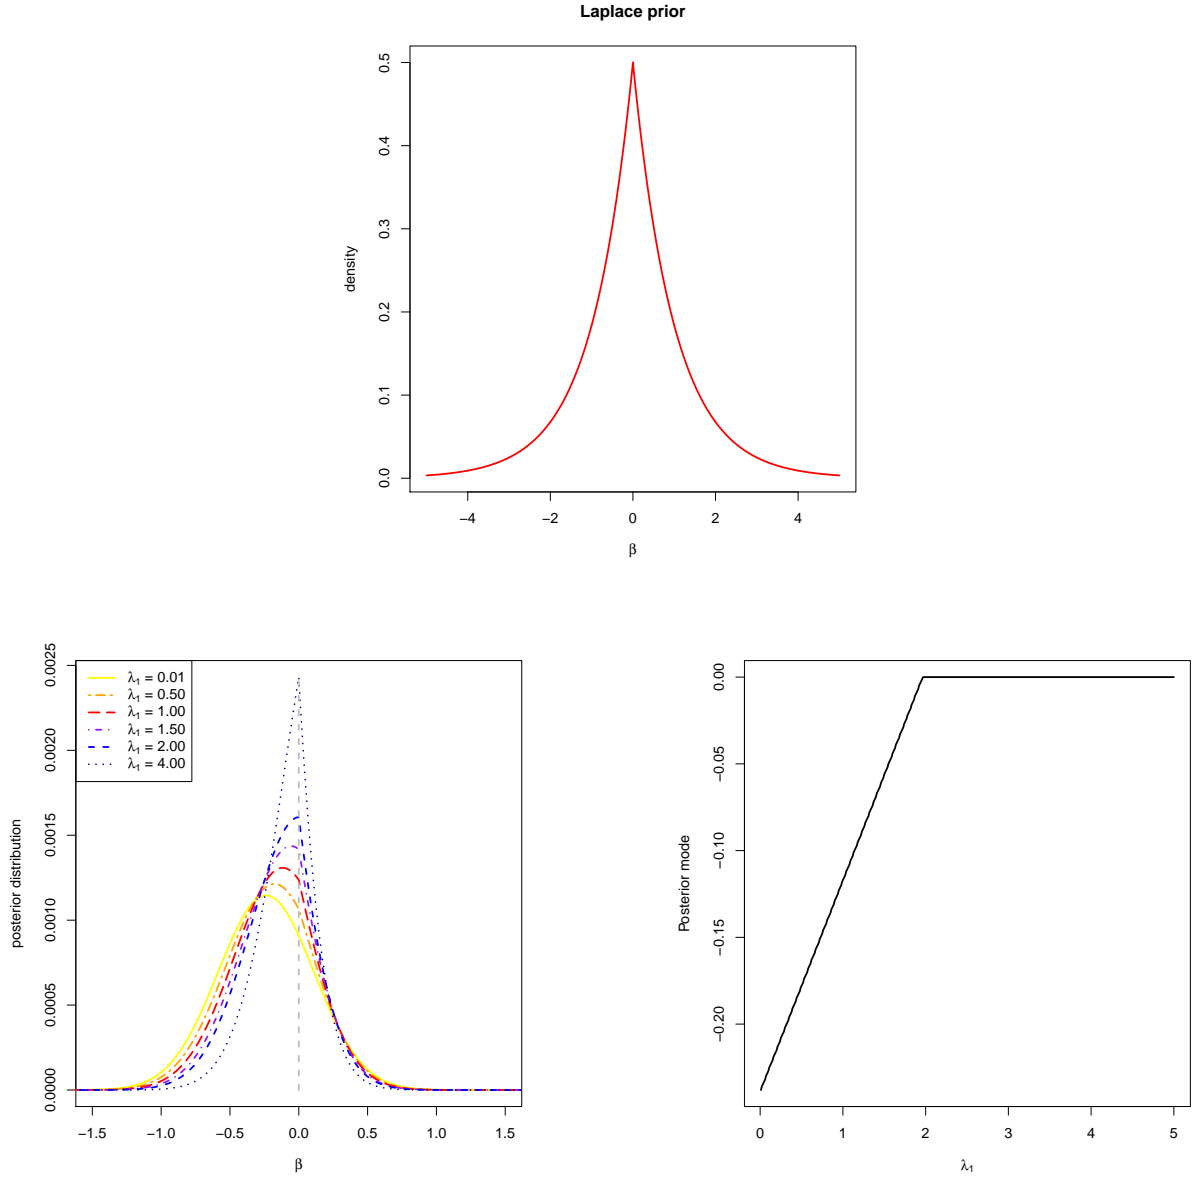 Laplace prior
density
0.5
0.4
0.3
0.2
0.1
0.0
−4 −2 0 2 4
β
posterior distribution
0.0025
0.0020
0.0015
0.0010
0.0005
0.0000
λ1 = 0.01
λ1 = 0.50
λ1 = 1.00
λ1 = 1.50
λ1 = 2.00
λ1 = 4.00
−1.5 −1.0 −0.5 0.0 0.5 1.0 1.5
β
Posterior mode
0.00
−0.05
−0.10
−0.15
−0.20
0 1 2 3 4 5
λ1